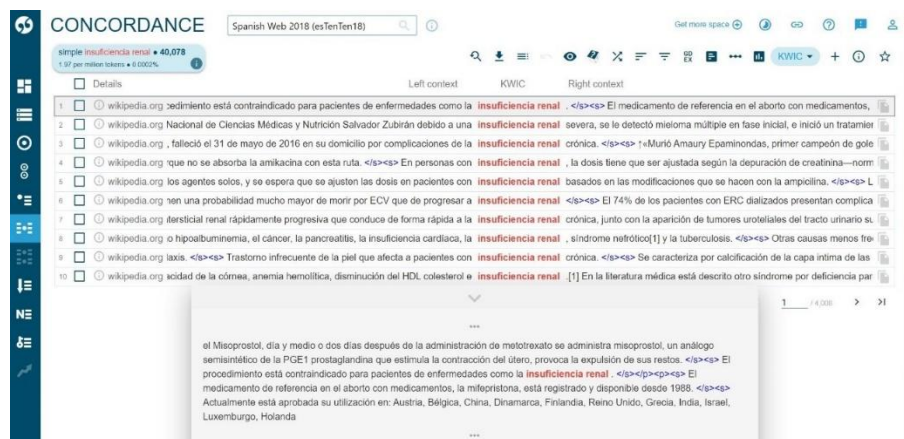 CONCORDANCE
Spanish Web 2018 (esTenTen18)
Get more space
simple insuficiencia renal • 40,078
1.97 per million tokens • 0.0002%
KWIC
Details Left context KWIC Right context
1 wikipedia.org cedimiento está contraindicado para pacientes de enfermedades como la insuficiencia renal . </s><s> El medicamento de referencia en el aborto con medicamentos,
2 wikipedia.org Nacional de Ciencias Médicas y Nutrición Salvador Zubirán debido a una insuficiencia renal severa, se le detectó mieloma múltiple en fase inicial, e inició un tratamier
3 wikipedia.org , falleció el 31 de mayo de 2016 en su domicilio por complicaciones de la insuficiencia renal crónica. </s><s> ↑«Murió Amaury Epaminondas, primer campeón de gole
4 wikipedia.org que no se absorba la amikacina con esta ruta. </s><s> En personas con insuficiencia renal , la dosis tiene que ser ajustada según la depuración de creatinina—norm
5 wikipedia.org los agentes solos, y se espera que se ajusten las dosis en pacientes con insuficiencia renal basados en las modificaciones que se hacen con la ampicilina. </s><s> L
6 wikipedia.org nen una probabilidad mucho mayor de morir por ECV que de progresar a insuficiencia renal </s><s> El 74% de los pacientes con ERC dializados presentan complica
7 wikipedia.org itersticial renal rápidamente progresiva que conduce de forma rápida a la insuficiencia renal crónica, junto con la aparición de tumores uroteliales del tracto urinario su
8 wikipedia.org o hipoalbuminemia, el cáncer, la pancreatitis, la insuficiencia cardiaca, la insuficiencia renal , síndrome nefrótico[1] y la tuberculosis. </s><s> Otras causas menos fre
9 wikipedia.org laxis. </s><s> Trastorno infrecuente de la piel que afecta a pacientes con insuficiencia renal crónica. </s><s> Se caracteriza por calcificación de la capa intima de las
10 wikipedia.org acidad de la córnea, anemia hemolítica, disminución del HDL colesterol e insuficiencia renal .[1] En la literatura médica está descrito otro síndrome por deficiencia par
1 / 4,008
el Misoprostol, día y medio o dos días después de la administración de metotrexato se administra misoprostol, un análogo
semisintético de la PGE1 prostaglandina que estimula la contracción del útero, provoca la expulsión de sus restos. </s><s> El
procedimiento está contraindicado para pacientes de enfermedades como la insuficiencia renal . </s></p><p><s> El
medicamento de referencia en el aborto con medicamentos, la mifepristona, está registrado y disponible desde 1988. </s><s>
Actualmente está aprobada su utilización en: Austria, Bélgica, China, Dinamarca, Finlandia, Reino Unido, Grecia, India, Israel,
Luxemburgo, Holanda